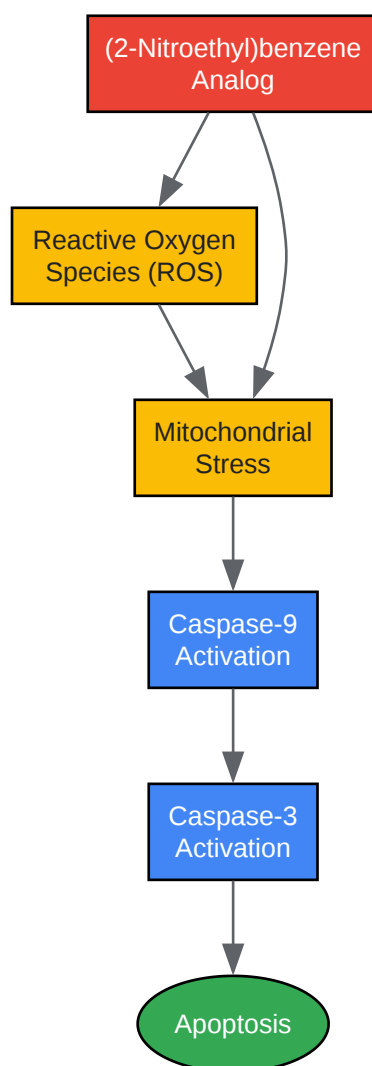 (2-Nitroethyl)benzene
Analog
Reactive Oxygen
Species (ROS)
Mitochondrial
Stress
Caspase-9
Activation
Caspase-3
Activation
Apoptosis